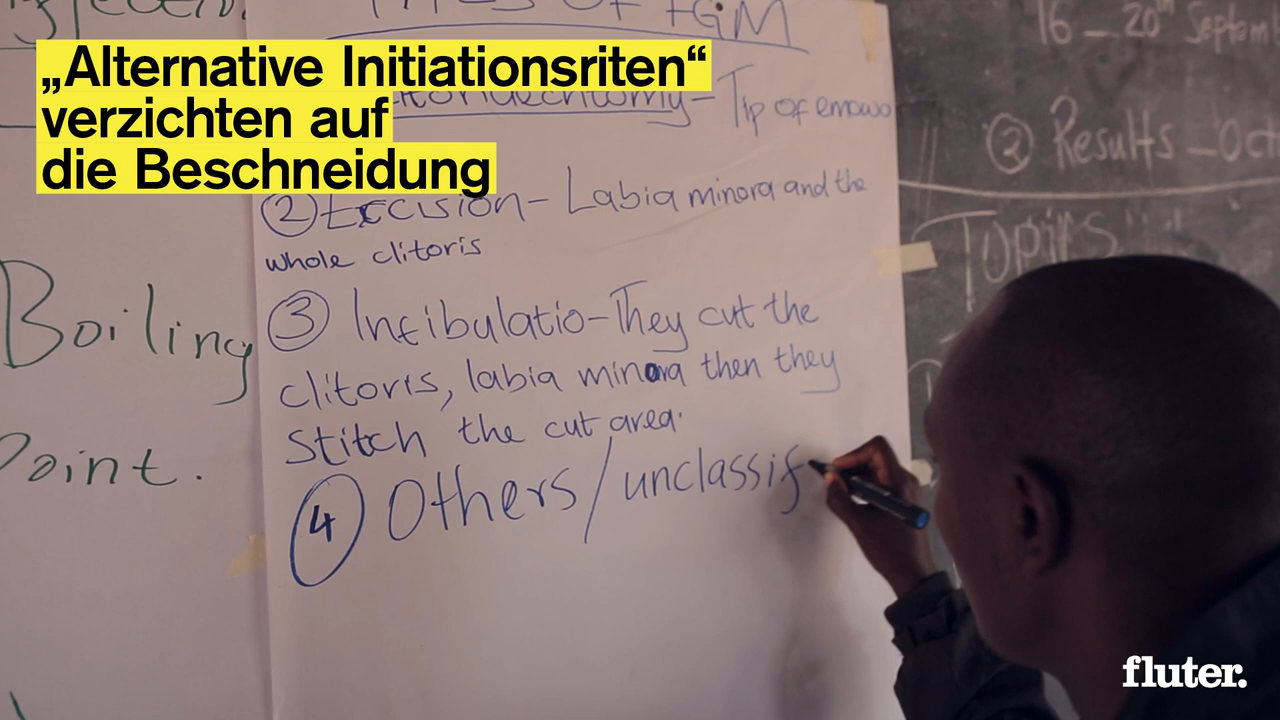 TYPES OF FGM
„Alternative Initiationsriten“
verzichten auf
die Beschneidung
– Tip of
② Excision – Labia minora and the
whole clitoris
③ Infibulatio – They cut the
clitoris, labia minora then they
stitch the cut area.
④ Others / unclassif
Boiling
Point.
16 – 20th Septem
② Results – Oct
Topics
fluter.